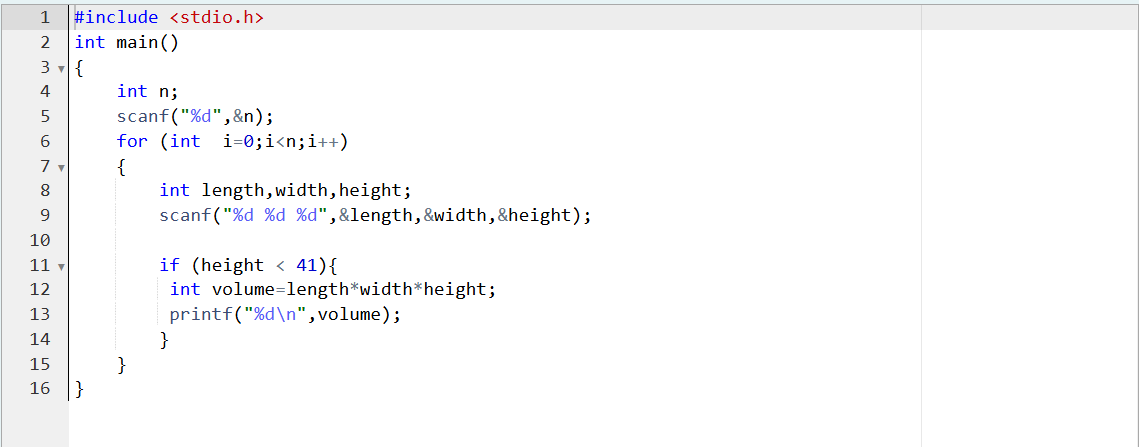 1 #include <stdio.h>
2 int main()
3 {
4     int n;
5     scanf("%d",&n);
6     for (int  i=0;i<n;i++)
7     {
8         int length,width,height;
9         scanf("%d %d %d",&length,&width,&height);
10
11         if (height < 41){
12          int volume=length*width*height;
13          printf("%d\n",volume);
14         }
15     }
16 }